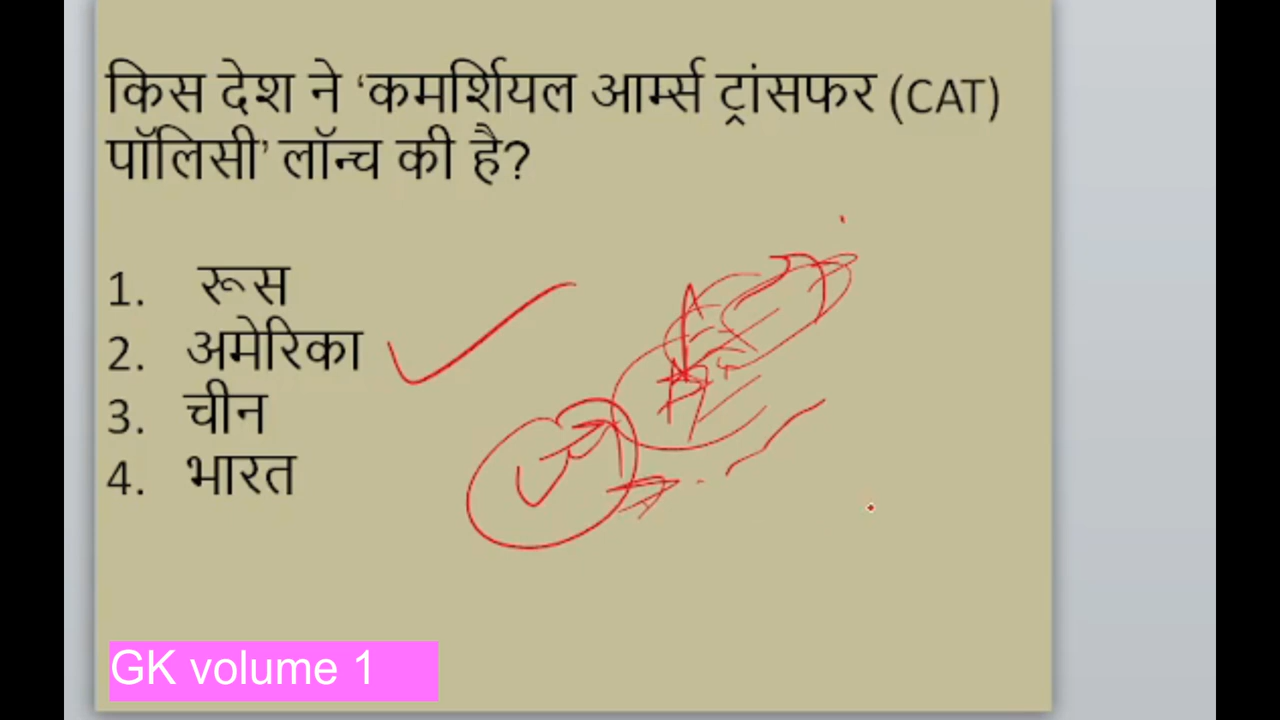 किस देश ने ‘कमर्शियल आर्म्स ट्रांसफर (CAT)
पॉलिसी’ लॉन्च की है?
1. रूस
2. अमेरिका
3. चीन
4. भारत
GK volume 1